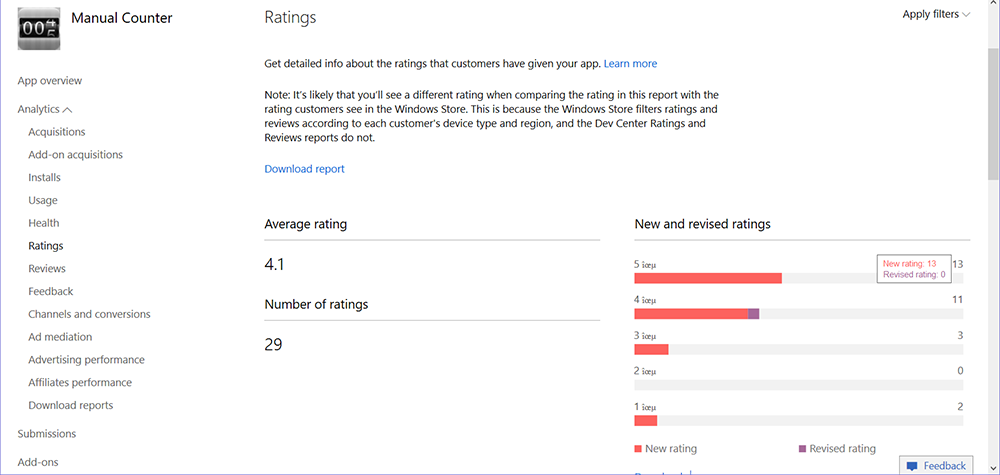 Manual Counter
App overview
Analytics
Acquisitions
Add-on acquisitions
Installs
Usage
Health
Ratings
Reviews
Feedback
Channels and conversions
Ad mediation
Advertising performance
Affiliates performance
Download reports
Submissions
Add-ons
Ratings
Apply filters
Get detailed info about the ratings that customers have given your app. Learn more
Note: It's likely that you'll see a different rating when comparing the rating in this report with the
rating customers see in the Windows Store. This is because the Windows Store filters ratings and
reviews according to each customer's device type and region, and the Dev Center Ratings and
Reviews reports do not.
Download report
Average rating
4.1
Number of ratings
29
New and revised ratings
5 îœµ 13
New rating: 13
Revised rating: 0
4 îœµ 11
3 îœµ 3
2 îœµ 0
1 îœµ 2
New rating Revised rating
Feedback